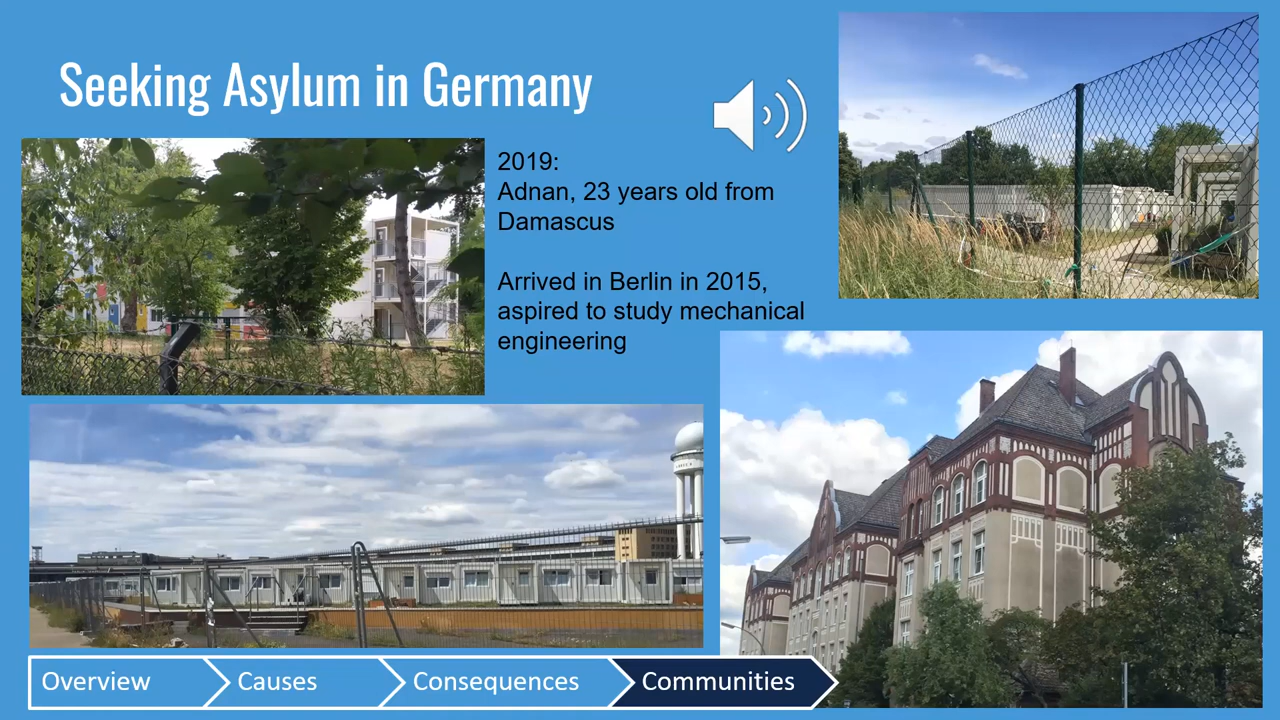 Seeking Asylum in Germany
2019:
Adnan, 23 years old from
Damascus
Arrived in Berlin in 2015,
aspired to study mechanical
engineering
Overview
Causes
Consequences
Communities